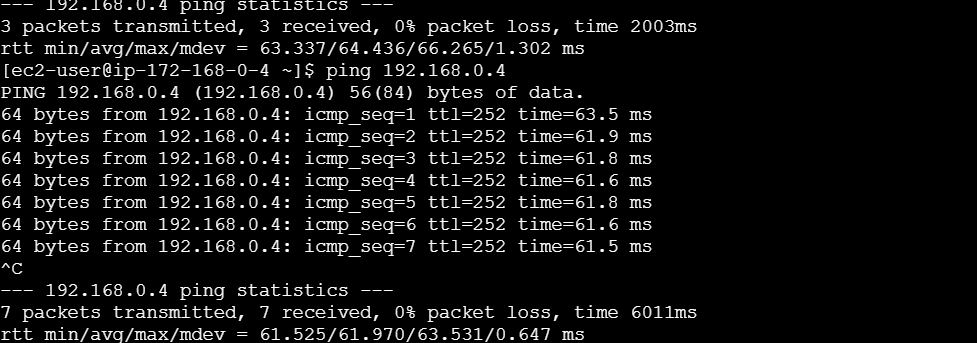 --- 192.168.0.4 ping statistics ---
3 packets transmitted, 3 received, 0% packet loss, time 2003ms
rtt min/avg/max/mdev = 63.337/64.436/66.265/1.302 ms
[ec2-user@ip-172-168-0-4 ~]$ ping 192.168.0.4
PING 192.168.0.4 (192.168.0.4) 56(84) bytes of data.
64 bytes from 192.168.0.4: icmp_seq=1 ttl=252 time=63.5 ms
64 bytes from 192.168.0.4: icmp_seq=2 ttl=252 time=61.9 ms
64 bytes from 192.168.0.4: icmp_seq=3 ttl=252 time=61.8 ms
64 bytes from 192.168.0.4: icmp_seq=4 ttl=252 time=61.6 ms
64 bytes from 192.168.0.4: icmp_seq=5 ttl=252 time=61.8 ms
64 bytes from 192.168.0.4: icmp_seq=6 ttl=252 time=61.6 ms
64 bytes from 192.168.0.4: icmp_seq=7 ttl=252 time=61.5 ms
^C
--- 192.168.0.4 ping statistics ---
7 packets transmitted, 7 received, 0% packet loss, time 6011ms
rtt min/avg/max/mdev = 61.525/61.970/63.531/0.647 ms